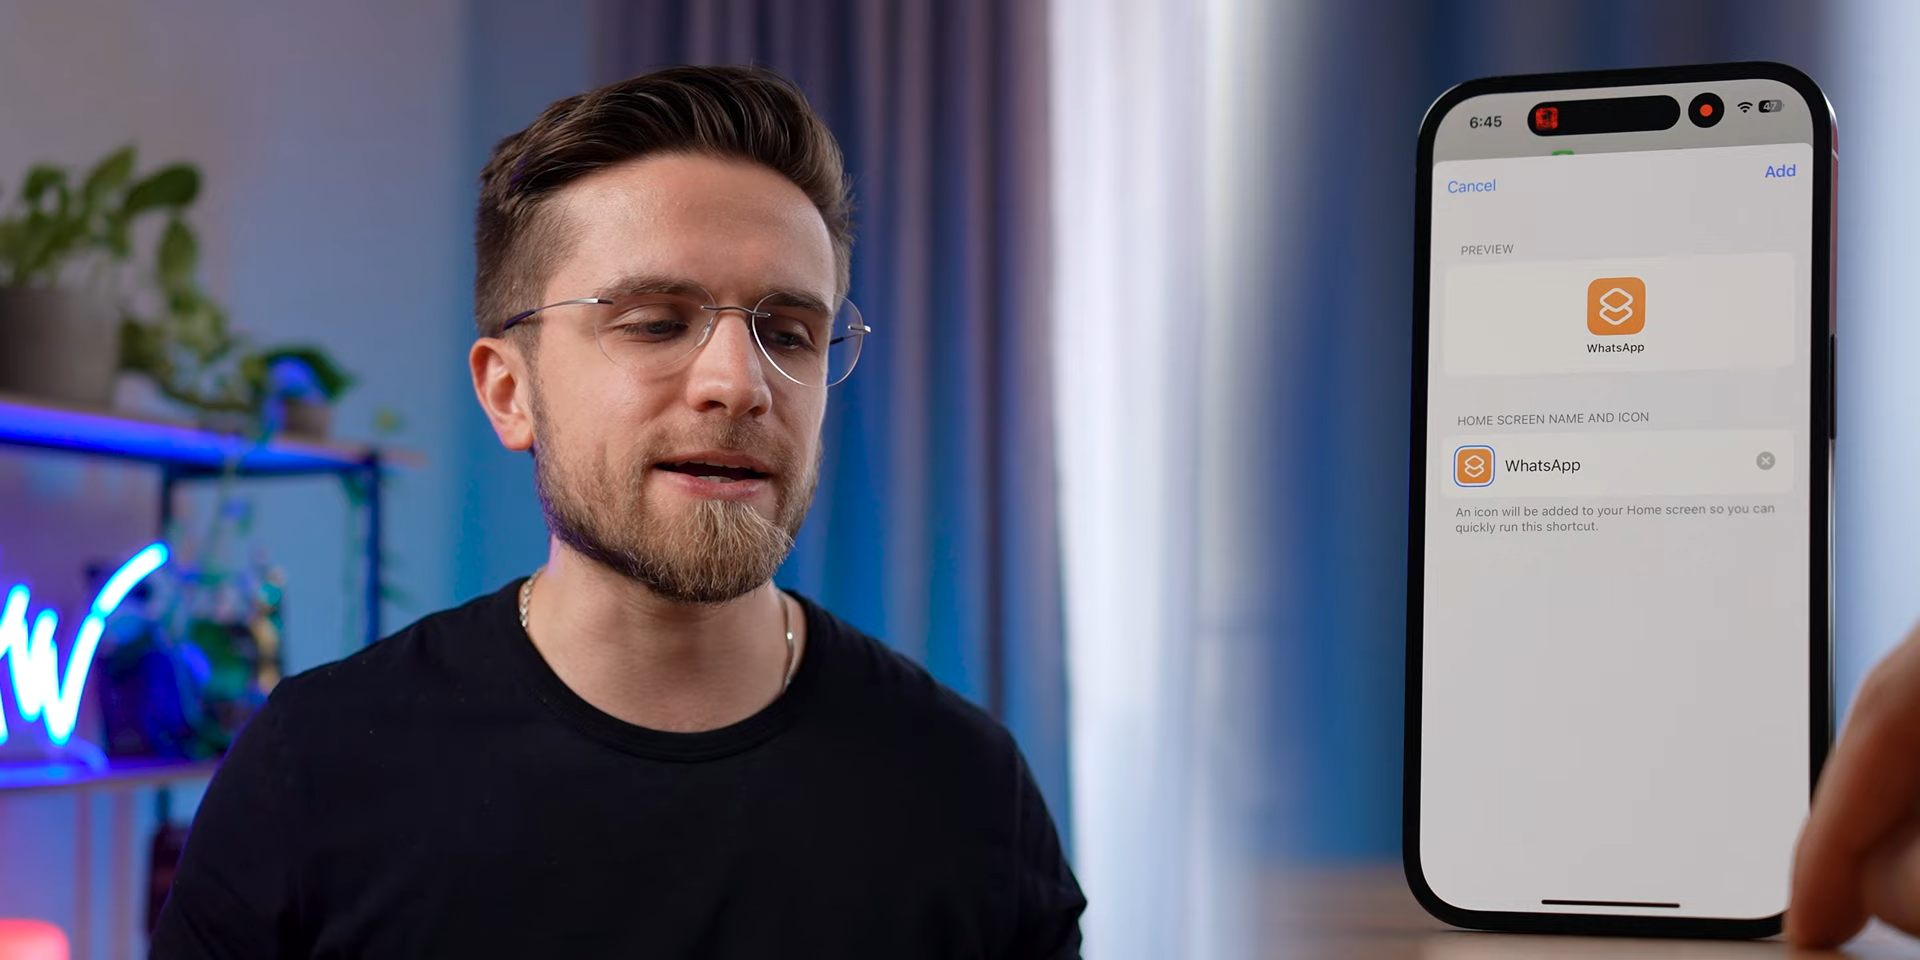 6:45
47
Cancel
Add
PREVIEW
WhatsApp
HOME SCREEN NAME AND ICON
WhatsApp
An icon will be added to your Home screen so you can
quickly run this shortcut.